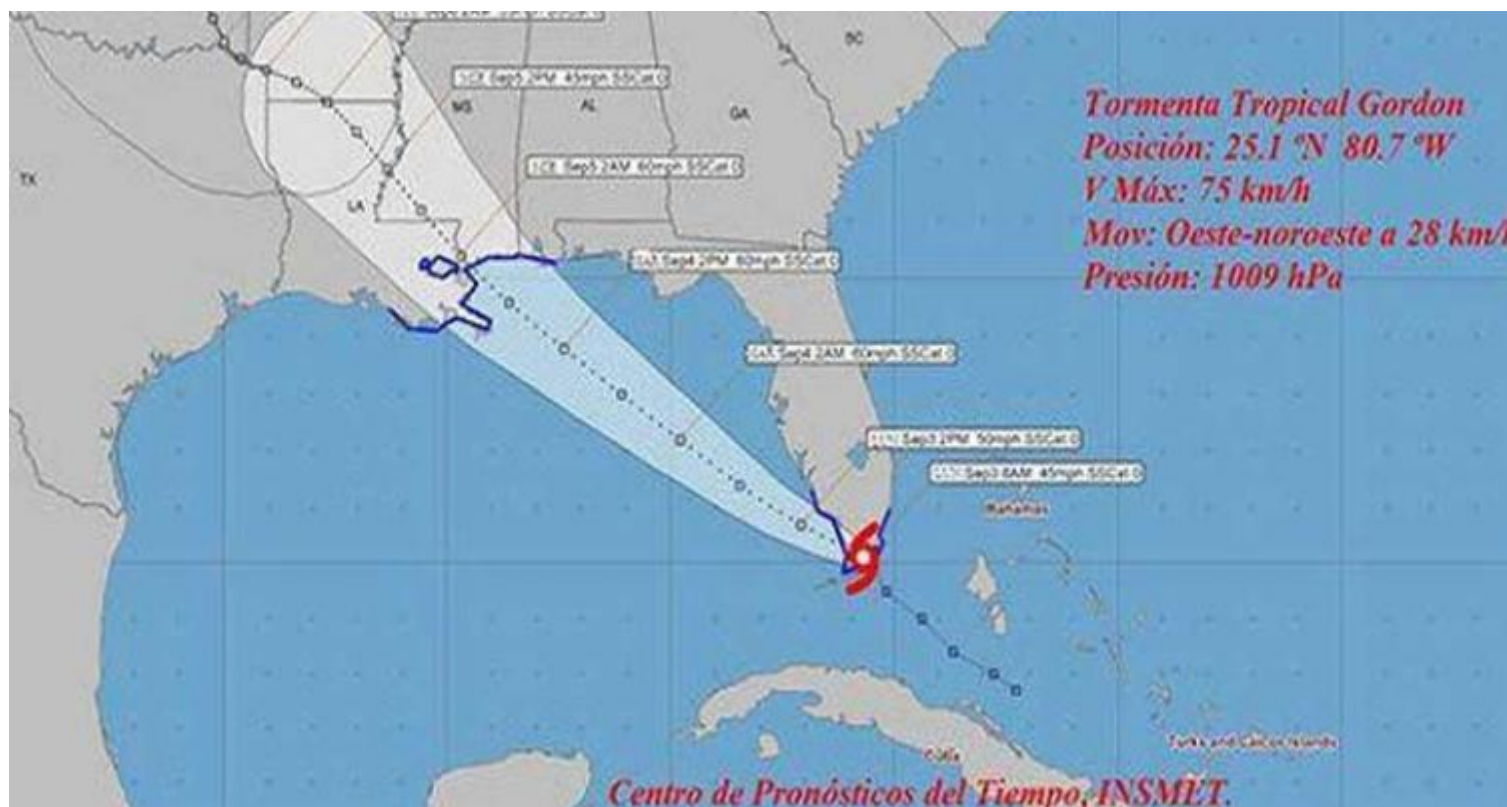 MS
AL
GA
SC
TX
LA
Sep5 2PM 45mph SSCat.0
Sep5 2AM 60mph SSCat.0
Sep4 2PM 60mph SSCat.0
Sep4 2AM 60mph SSCat.0
Sep3 2PM 50mph SSCat.0
Sep3 8AM 45mph SSCat.0
Tormenta Tropical Gordon
Posición: 25.1 ºN 80.7 ºW
V Máx: 75 km/h
Mov: Oeste-noroeste a 28 km/
Presión: 1009 hPa
Bahamas
Cuba
Turks and Caicos Islands
Centro de Pronósticos del Tiempo, INSMET.